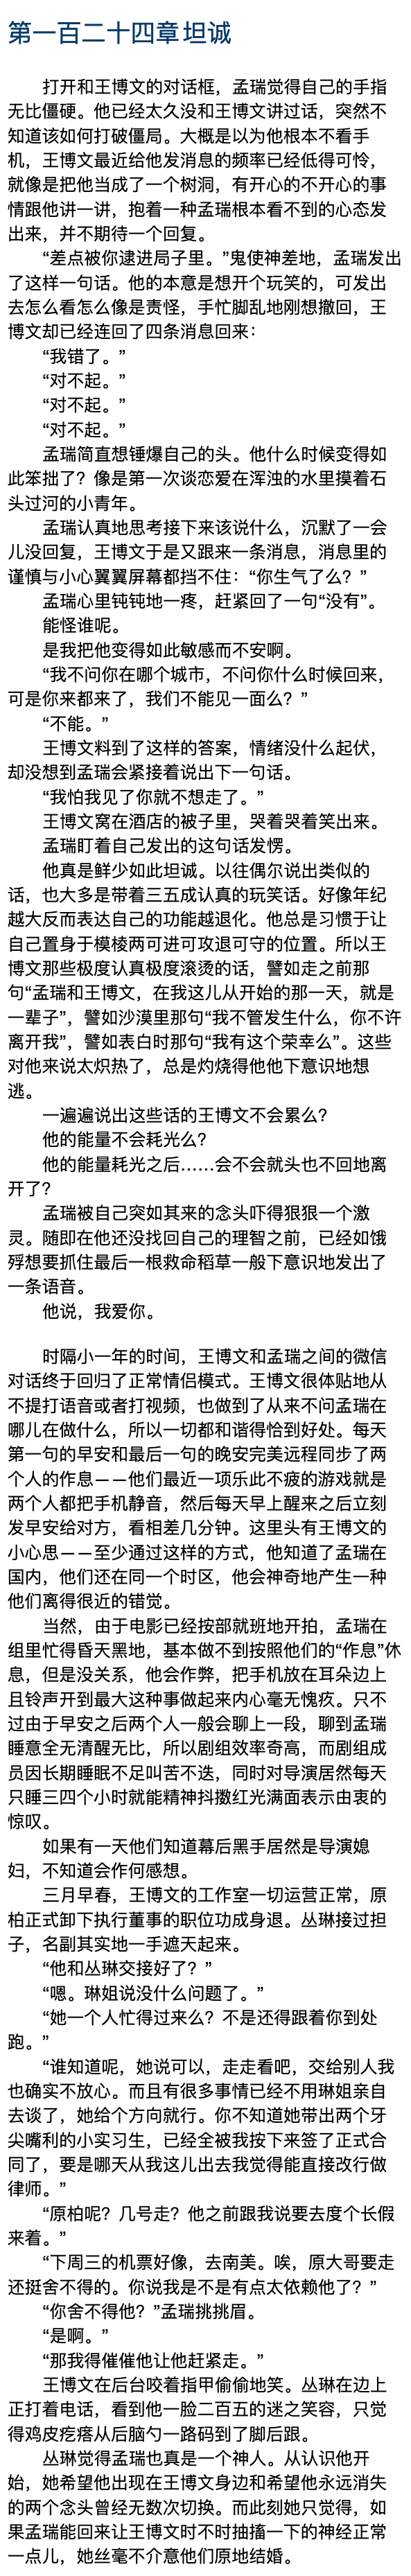 第一百二十四章 坦诚
打开和王博文的对话框，孟瑞觉得自己的手指
无比僵硬。他已经太久没和王博文讲过话，突然不
知道该如何打破僵局。大概是以为他根本不看手
机，王博文最近给他发消息的频率已经低得可怜，
就像是把他当成了一个树洞，有开心的不开心的事
情跟他讲一讲，抱着一种孟瑞根本看不到的心态发
出来，并不期待一个回复。
“差点被你逮进局子里。”鬼使神差地，孟瑞发出
了这样一句话。他的本意是想开个玩笑的，可发出
去怎么看怎么像是责怪，手忙脚乱地刚想撤回，王
博文却已经连回了四条消息回来：
“我错了。”
“对不起。”
“对不起。”
“对不起。”
孟瑞简直想锤爆自己的头。他什么时候变得如
此笨拙了？像是第一次谈恋爱在浑浊的水里摸着石
头过河的小青年。
孟瑞认真地思考接下来该说什么，沉默了一会
儿没回复，王博文于是又跟来一条消息，消息里的
谨慎与小心翼翼屏幕都挡不住：“你生气了么？”
孟瑞心里钝钝地一疼，赶紧回了一句“没有”。
能怪谁呢。
是我把他变得如此敏感而不安啊。
“我不问你在哪个城市，不问你什么时候回来，
可是你来都来了，我们不能见一面么？”
“不能。”
王博文料到了这样的答案，情绪没什么起伏，
却没想到孟瑞会紧接着说出下一句话。
“我怕我见了你就不想走了。”
王博文窝在酒店的被子里，哭着哭着笑出来。
孟瑞盯着自己发出的这句话发愣。
他真是鲜少如此坦诚。以往偶尔说出类似的
话，也大多是带着三五成认真的玩笑话。好像年纪
越大反而表达自己的功能越退化。他总是习惯于让
自己置身于模棱两可进可攻退可守的位置。所以王
博文那些极度认真极度滚烫的话，譬如走之前那
句“孟瑞和王博文，在我这儿从开始的那一天，就是
一辈子”，譬如沙漠里那句“我不管发生什么，你不许
离开我”，譬如表白时那句“我有这个荣幸么”。这些
对他来说太炽热了，总是灼烧得他他下意识地想
逃。
一遍遍说出这些话的王博文不会累么？
他的能量不会耗光么？
他的能量耗光之后……会不会就头也不回地离
开了？
孟瑞被自己突如其来的念头吓得狠狠一个激
灵。随即在他还没找回自己的理智之前，已经如饿
殍想要抓住最后一根救命稻草一般下意识地发出了
一条语音。
他说，我爱你。
时隔小一年的时间，王博文和孟瑞之间的微信
对话终于回归了正常情侣模式。王博文很体贴地从
不提打语音或者打视频，也做到了从来不问孟瑞在
哪儿在做什么，所以一切都和谐得恰到好处。每天
第一句的早安和最后一句的晚安完美远程同步了两
个人的作息——他们最近一项乐此不疲的游戏就是
两个人都把手机静音，然后每天早上醒来之后立刻
发早安给对方，看相差几分钟。这里头有王博文的
小心思——至少通过这样的方式，他知道了孟瑞在
国内，他们还在同一个时区，他会神奇地产生一种
他们离得很近的错觉。
当然，由于电影已经按部就班地开拍，孟瑞在
组里忙得昏天黑地，基本做不到按照他们的“作息”休
息，但是没关系，他会作弊，把手机放在耳朵边上
且铃声开到最大这种事做起来内心毫无愧疚。只不
过由于早安之后两个人一般会聊上一段，聊到孟瑞
睡意全无清醒无比，所以剧组效率奇高，而剧组成
员因长期睡眠不足叫苦不迭，同时对导演居然每天
只睡三四个小时就能精神抖擞红光满面表示由衷的
惊叹。
如果有一天他们知道幕后黑手居然是导演媳
妇，不知道会作何感想。
三月早春，王博文的工作室一切运营正常，原
柏正式卸下执行董事的职位功成身退。丛琳接过担
子，名副其实地一手遮天起来。
“他和丛琳交接好了？”
“嗯。琳姐说没什么问题了。”
“她一个人忙得过来么？不是还得跟着你到处
跑。”
“谁知道呢，她说可以，走走看吧，交给别人我
也确实不放心。而且有很多事情已经不用琳姐亲自
去谈了，她给个方向就行。你不知道她带出两个牙
尖嘴利的小实习生，已经全被我按下来签了正式合
同了，要是哪天从我这儿出去我觉得能直接改行做
律师。”
“原柏呢？几号走？他之前跟我说要去度个长假
来着。”
“下周三的机票好像，去南美。唉，原大哥要走
还挺舍不得的。你说我是不是有点太依赖他了？”
“你舍不得他？”孟瑞挑挑眉。
“是啊。”
“那我得催催他让他赶紧走。”
王博文在后台咬着指甲偷偷地笑。丛琳在边上
正打着电话，看到他一脸二百五的迷之笑容，只觉
得鸡皮疙瘩从后脑勺一路码到了脚后跟。
丛琳觉得孟瑞也真是一个神人。从认识他开
始，她希望他出现在王博文身边和希望他永远消失
的两个念头曾经无数次切换。而此刻她只觉得，如
果孟瑞能回来让王博文时不时抽搐一下的神经正常
一点儿，她丝毫不介意他们原地结婚。